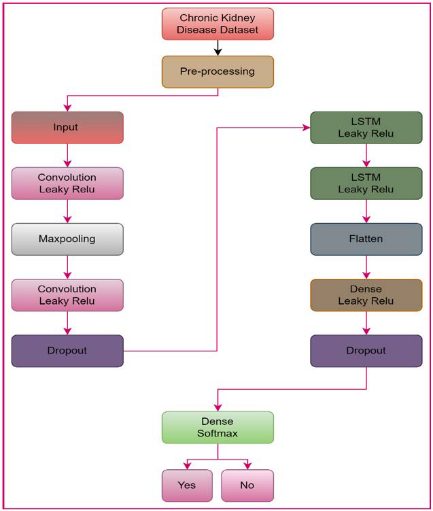 Chronic Kidney
Disease Dataset
Pre-processing
Input
Convolution
Leaky Relu
Maxpooling
Convolution
Leaky Relu
Dropout
LSTM
Leaky Relu
LSTM
Leaky Relu
Flatten
Dense
Leaky Relu
Dropout
Dense
Softmax
Yes
No